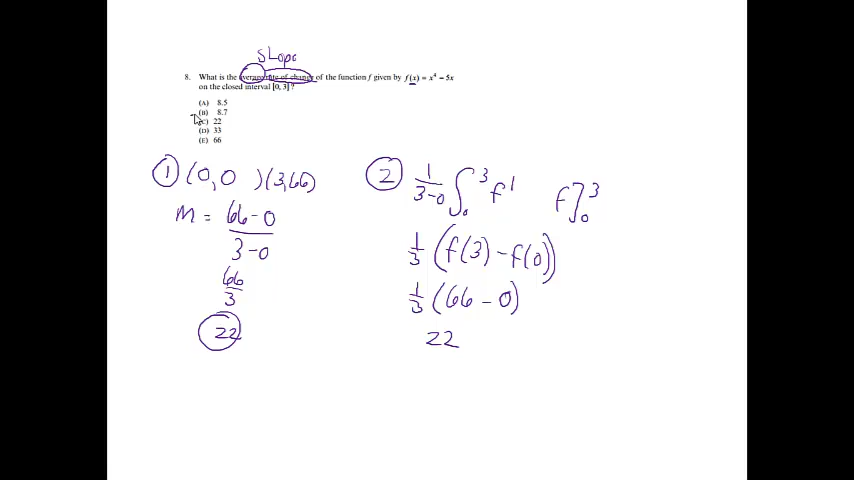 SLope
8. What is the average rate of change of the function f given by f(x) = x⁴ − 5x
on the closed interval [0, 3]?
(A) 8.5
(B) 8.7
(C) 22
(D) 33
(E) 66
① (0,0) (3,66)
m = 66-0 / 3-0
66/3
22
② 1/3-0 ∫₀³ f' f]₀³
1/3 (f(3) - f(0))
1/3 (66 - 0)
22